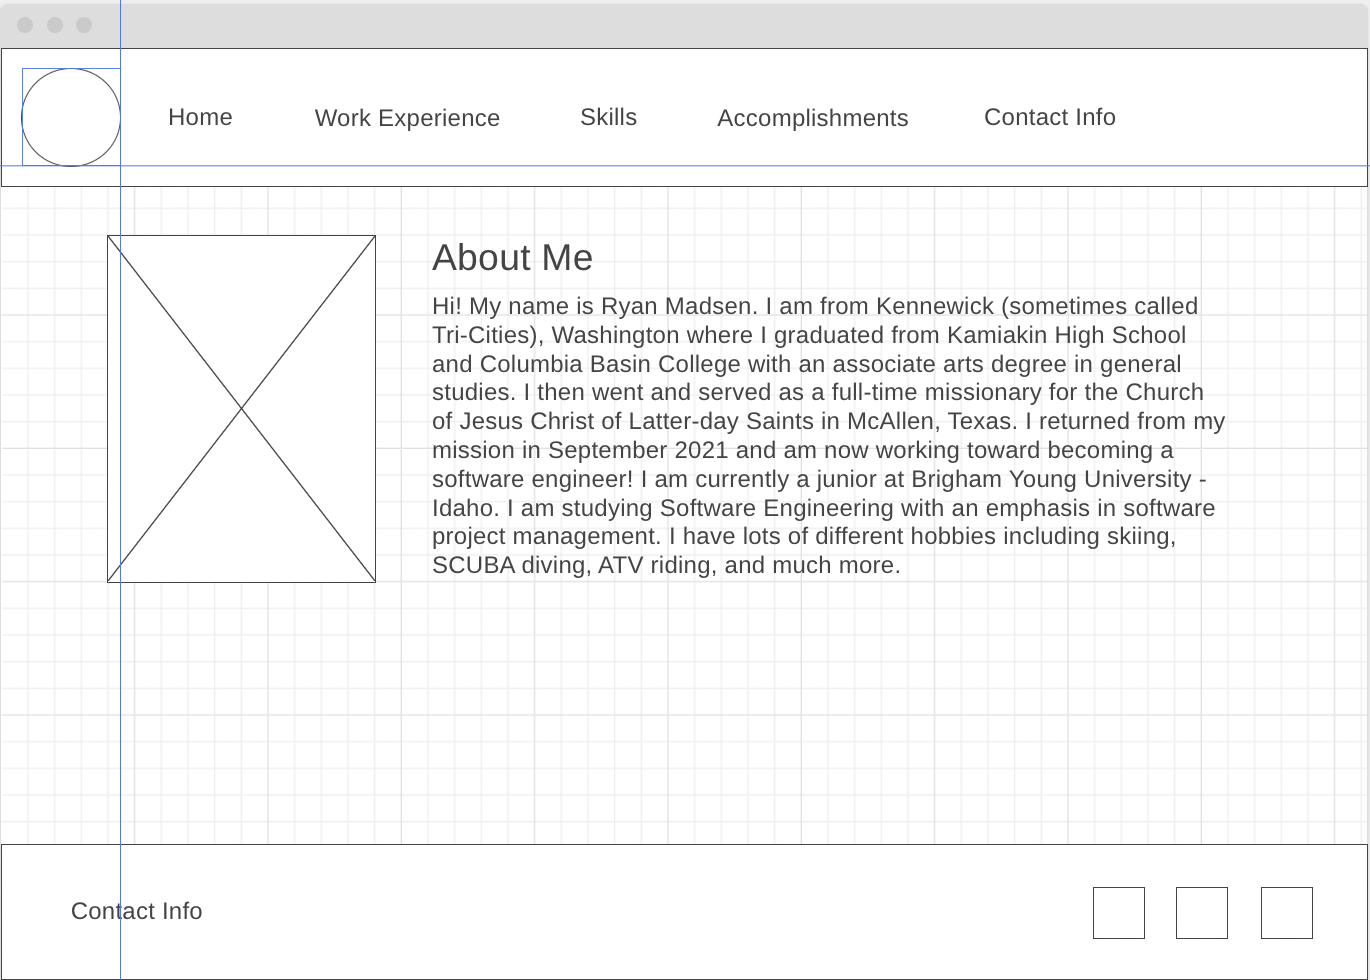 Home Work Experience Skills Accomplishments Contact Info
About Me
Hi! My name is Ryan Madsen. I am from Kennewick (sometimes called
Tri-Cities), Washington where I graduated from Kamiakin High School
and Columbia Basin College with an associate arts degree in general
studies. I then went and served as a full-time missionary for the Church
of Jesus Christ of Latter-day Saints in McAllen, Texas. I returned from my
mission in September 2021 and am now working toward becoming a
software engineer! I am currently a junior at Brigham Young University -
Idaho. I am studying Software Engineering with an emphasis in software
project management. I have lots of different hobbies including skiing,
SCUBA diving, ATV riding, and much more.
Contact Info